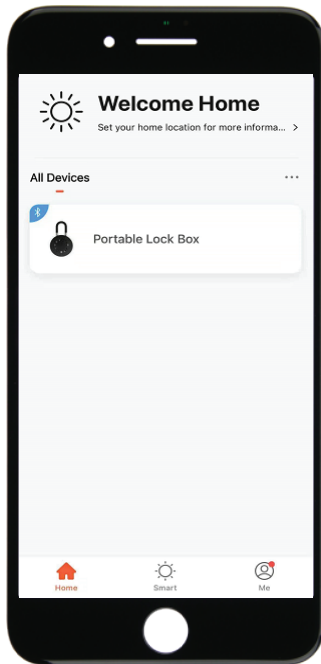 Welcome Home
Set your home location for more informa...
All Devices
Portable Lock Box
Home
Smart
Me